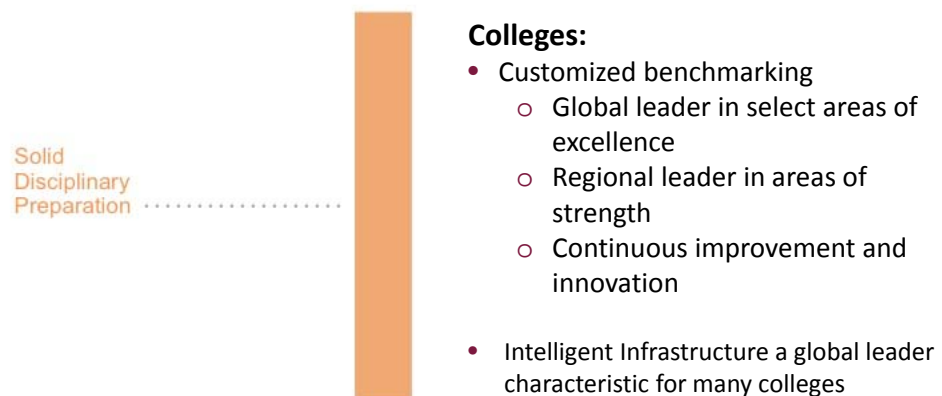 Solid
Disciplinary
Preparation
Colleges:
• Customized benchmarking
o Global leader in select areas of
excellence
o Regional leader in areas of
strength
o Continuous improvement and
innovation
• Intelligent Infrastructure a global leader
characteristic for many colleges